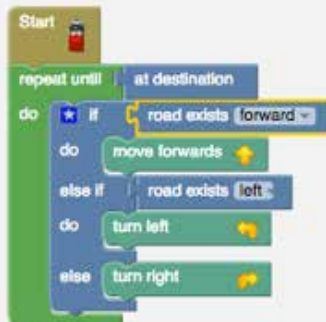 Start
repeat until at destination
do if road exists forward
do move forwards
else if road exists left
do turn left
else turn right